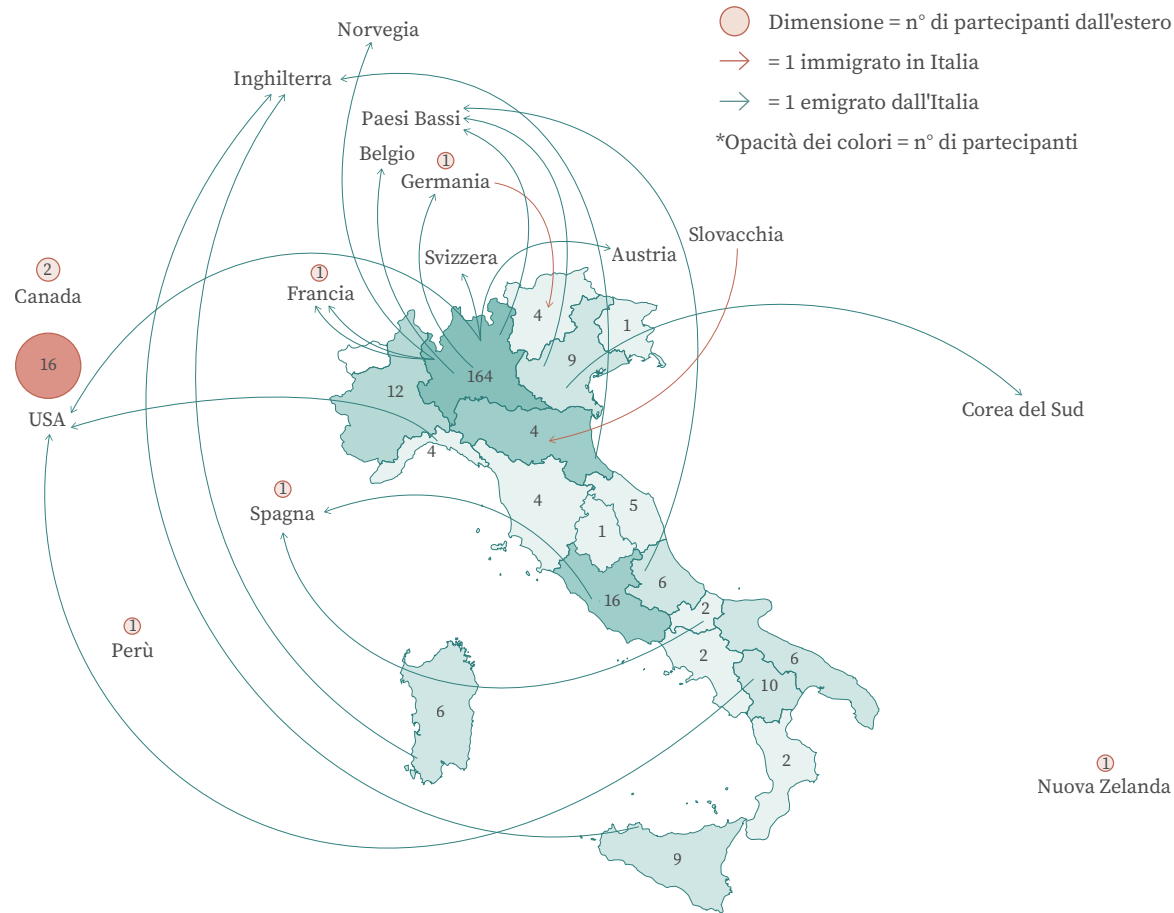 Norvegia
Dimensione = n° di partecipanti dall'estero
= 1 immigrato in Italia
Inghilterra
= 1 emigrato dall'Italia
Paesi Bassi
*Opacità dei colori = n° di partecipanti
Belgio
1
Germania
Slovacchia
Svizzera
Austria
2
Canada
1
Francia
4
1
16
USA
9
164
12
Corea del Sud
4
4
1
Spagna
4
5
1
6
16
2
1
Perù
2
6
10
6
2
1
Nuova Zelanda
9